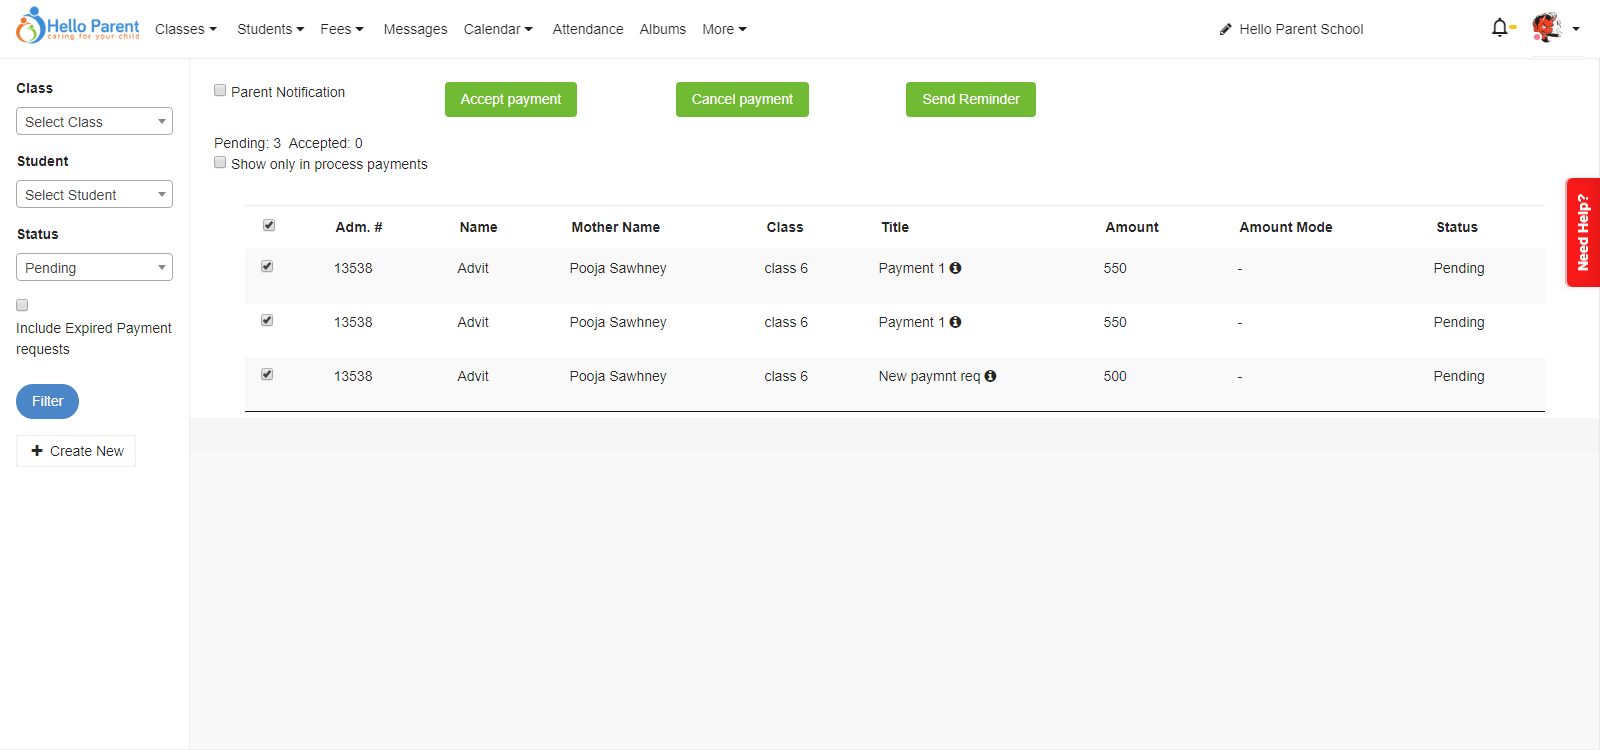 Hello Parent
caring for your child
Classes Students Fees Messages Calendar Attendance Albums More Hello Parent School
Class
Select Class
Student
Select Student
Status
Pending
Include Expired Payment
requests
Filter
Create New
Parent Notification Accept payment Cancel payment Send Reminder
Pending: 3 Accepted: 0
Show only in process payments
Adm. # Name Mother Name Class Title Amount Amount Mode Status
13538 Advit Pooja Sawhney class 6 Payment 1 550 - Pending
13538 Advit Pooja Sawhney class 6 Payment 1 550 - Pending
13538 Advit Pooja Sawhney class 6 New paymnt req 500 - Pending
Need Help?